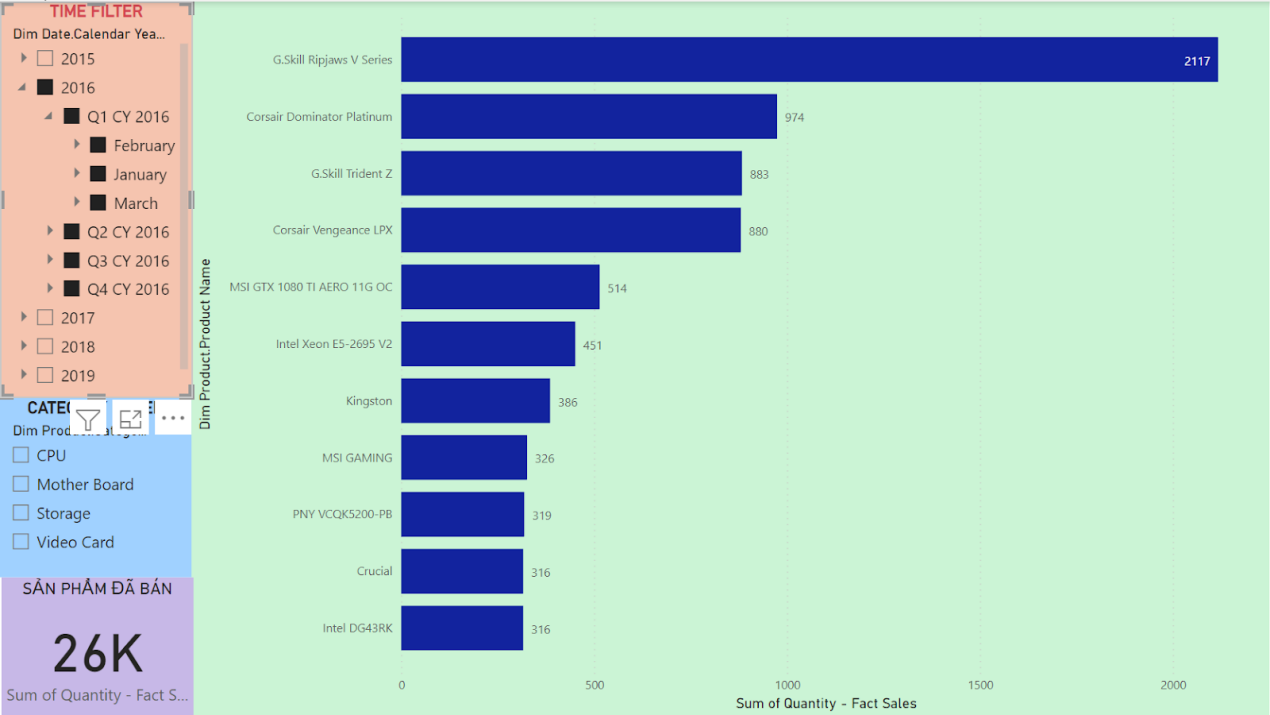 TIME FILTER
Dim Date.Calendar Yea...
2015
2016
Q1 CY 2016
February
January
March
Q2 CY 2016
Q3 CY 2016
Q4 CY 2016
2017
2018
2019
CPU
Mother Board
Storage
Video Card
SẢN PHẨM ĐÃ BÁN
26K
Sum of Quantity - Fact S...
Dim Product.Product Name
G.Skill Ripjaws V Series 2117
Corsair Dominator Platinum 974
G.Skill Trident Z 883
Corsair Vengeance LPX 880
MSI GTX 1080 TI AERO 11G OC 514
Intel Xeon E5-2695 V2 451
Kingston 386
MSI GAMING 326
PNY VCQK5200-PB 319
Crucial 316
Intel DG43RK 316
0 500 1000 1500 2000
Sum of Quantity - Fact Sales